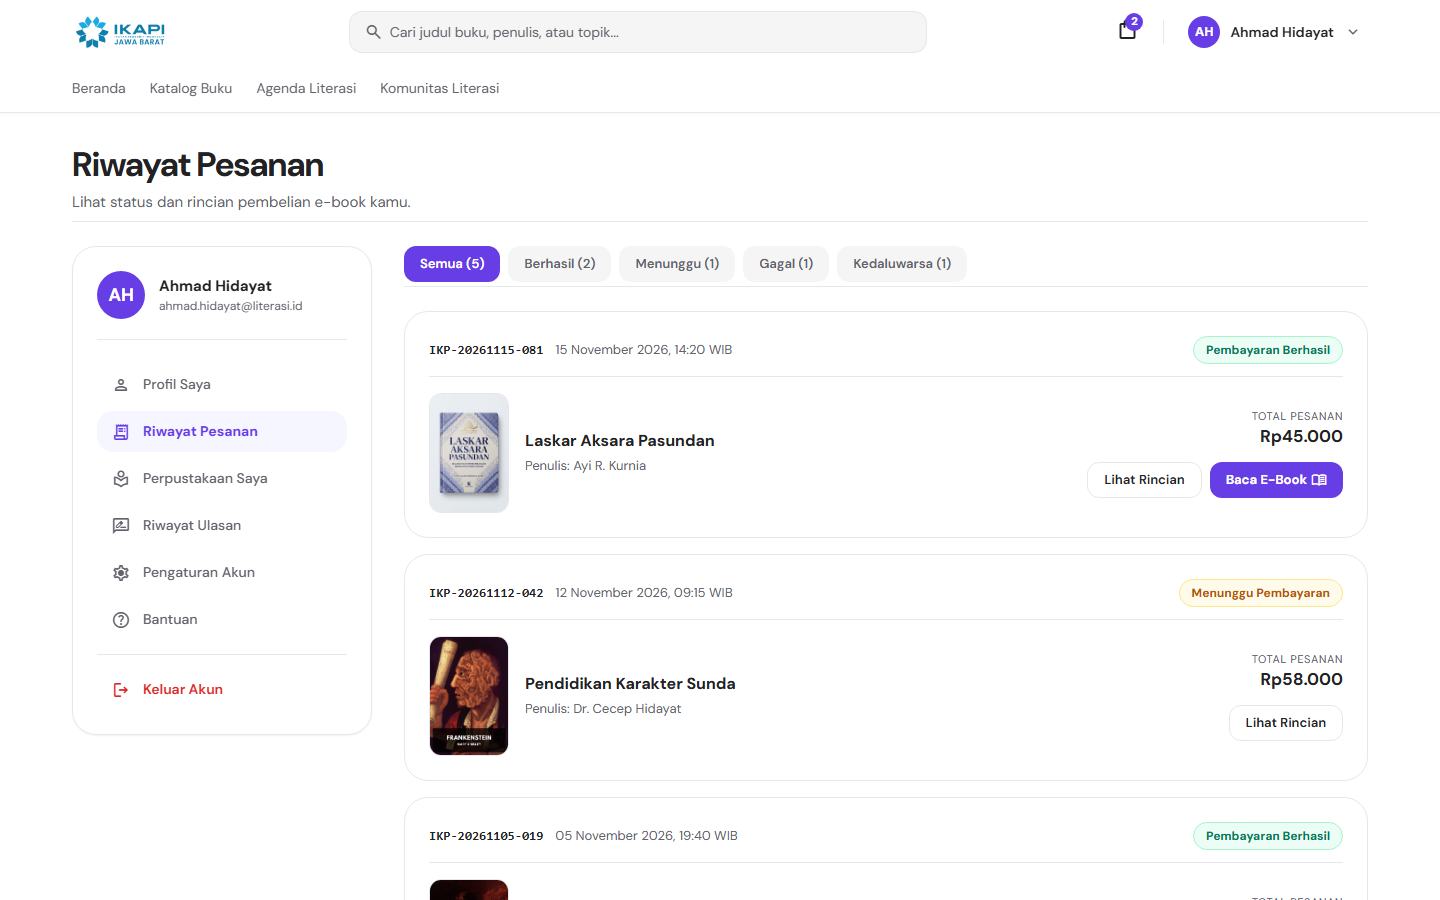 IKAPI
JAWA BARAT
Cari judul buku, penulis, atau topik...
2
AH
Ahmad Hidayat
Beranda
Katalog Buku
Agenda Literasi
Komunitas Literasi
Riwayat Pesanan
Lihat status dan rincian pembelian e-book kamu.
AH
Ahmad Hidayat
ahmad.hidayat@literasi.id
Profil Saya
Riwayat Pesanan
Perpustakaan Saya
Riwayat Ulasan
Pengaturan Akun
Bantuan
Keluar Akun
Semua (5)
Berhasil (2)
Menunggu (1)
Gagal (1)
Kedaluwarsa (1)
IKP-20261115-081
15 November 2026, 14:20 WIB
Pembayaran Berhasil
LASKAR
AKSARA
PASUNDAN
Laskar Aksara Pasundan
Penulis: Ayi R. Kurnia
TOTAL PESANAN
Rp45.000
Lihat Rincian
Baca E-Book
IKP-20261112-042
12 November 2026, 09:15 WIB
Menunggu Pembayaran
FRANKENSTEIN
Pendidikan Karakter Sunda
Penulis: Dr. Cecep Hidayat
TOTAL PESANAN
Rp58.000
Lihat Rincian
IKP-20261105-019
05 November 2026, 19:40 WIB
Pembayaran Berhasil